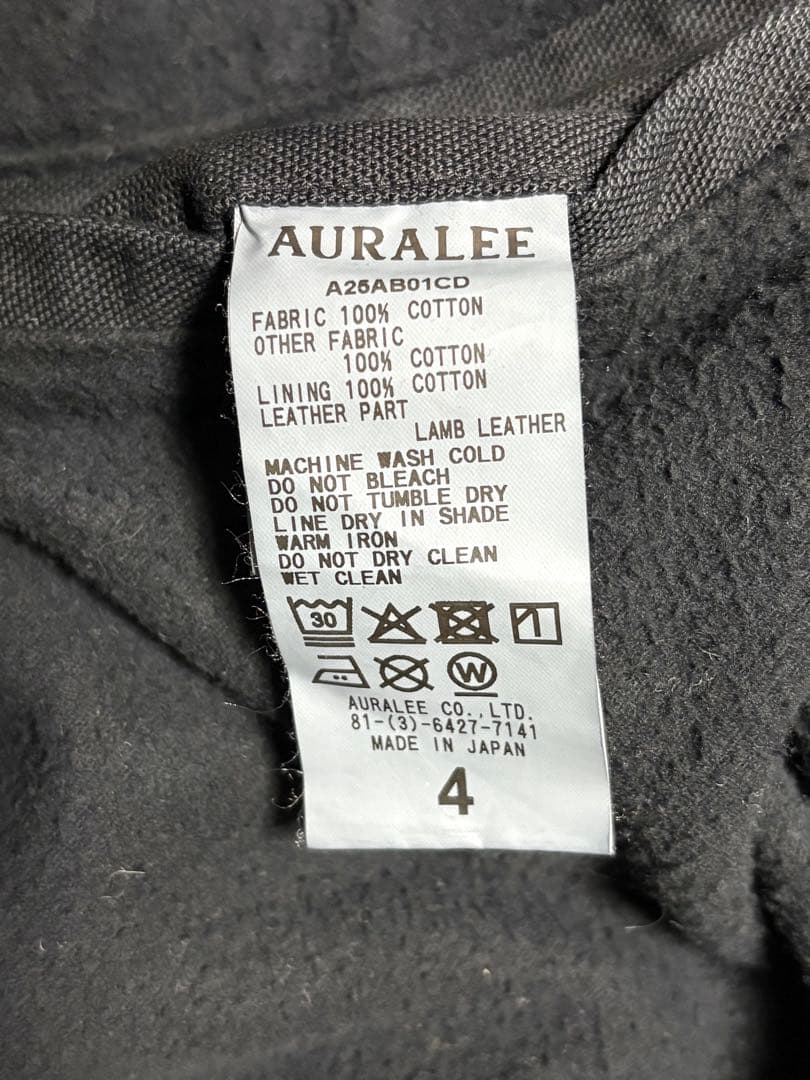 AURALEE
A25AB01CD
FABRIC 100% COTTON
OTHER FABRIC
100% COTTON
LINING 100% COTTON
LEATHER PART
LAMB LEATHER
MACHINE WASH COLD
DO NOT BLEACH
DO NOT TUMBLE DRY
LINE DRY IN SHADE
WARM IRON
DO NOT DRY CLEAN
WET CLEAN
30
W
AURALEE CO.,LTD.
81-(3)-6427-7141
MADE IN JAPAN
4